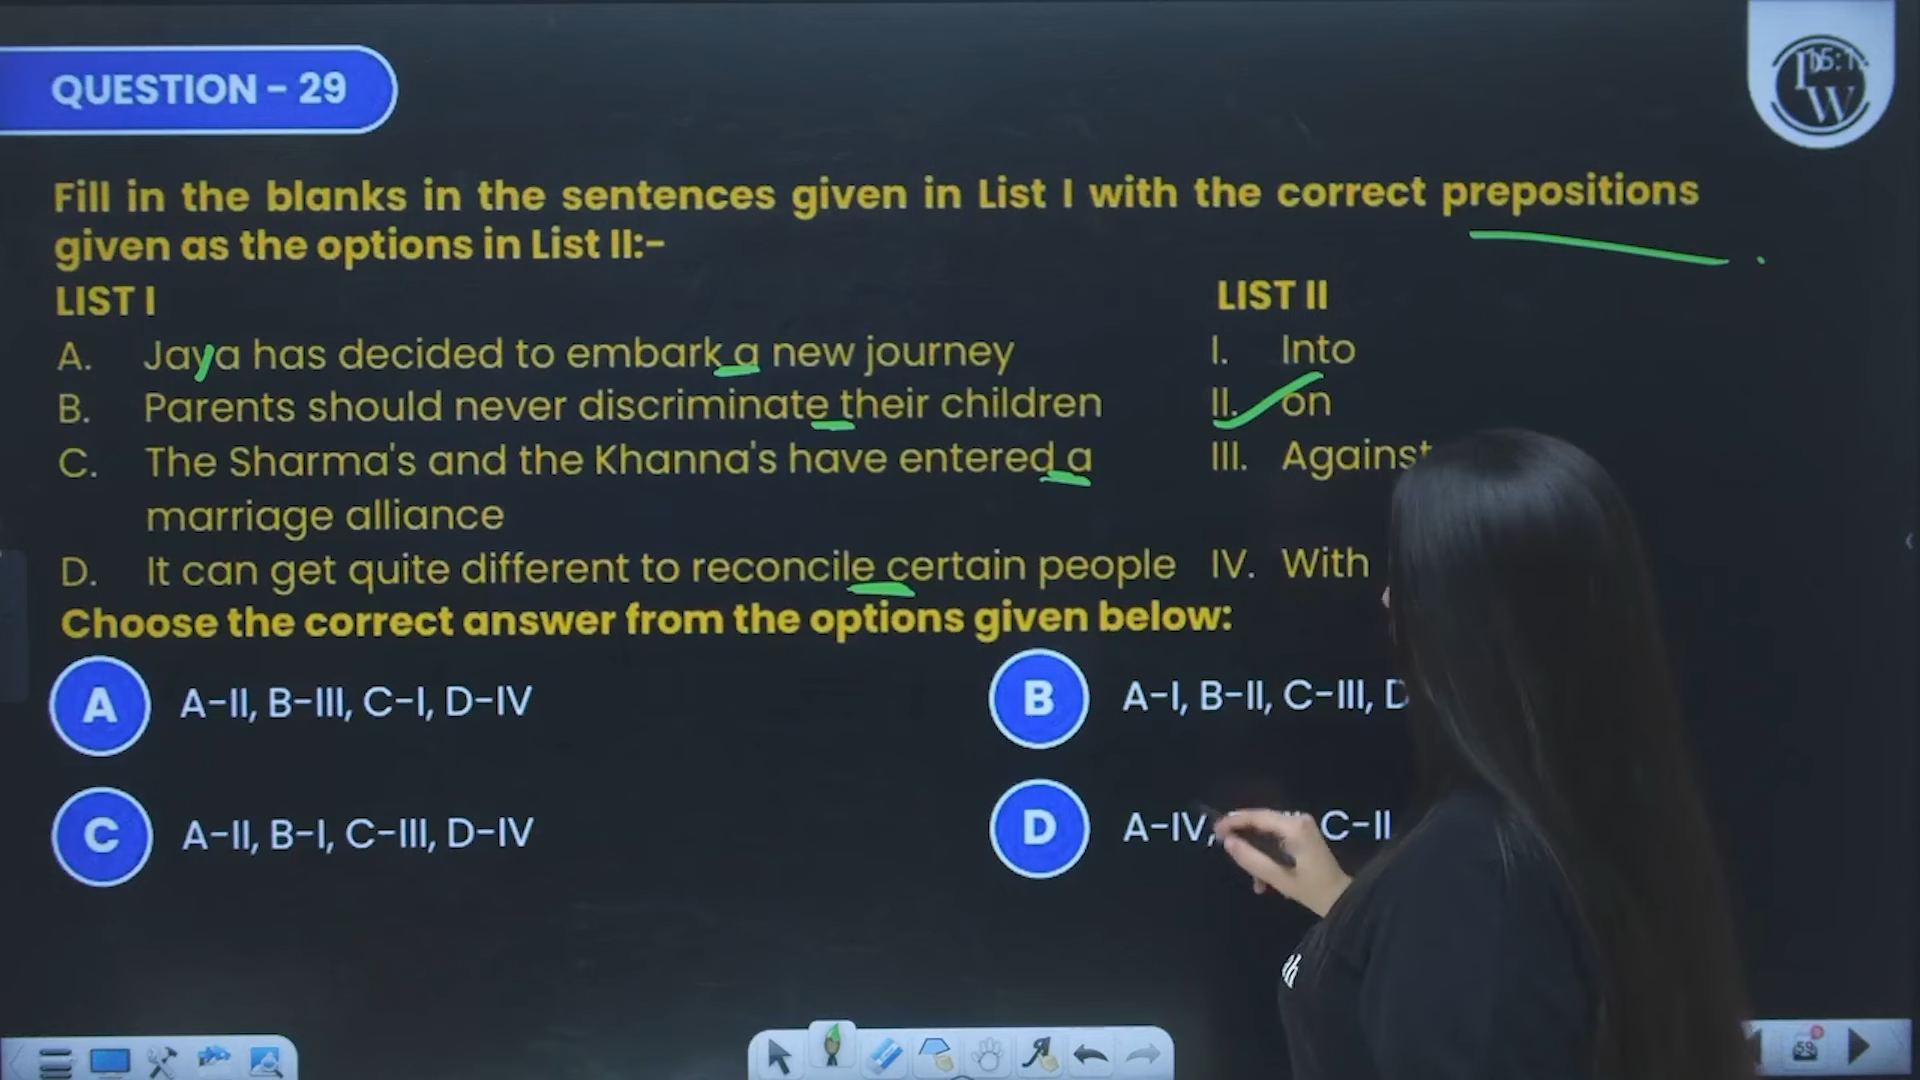 QUESTION - 29
Fill in the blanks in the sentences given in List I with the correct prepositions
given as the options in List II:-
LIST I
LIST II
A. Jaya has decided to embark a new journey
I. Into
B. Parents should never discriminate their children
II. on
C. The Sharma's and the Khanna's have entered a
III. Against
marriage alliance
D. It can get quite different to reconcile certain people
IV. With
Choose the correct answer from the options given below:
A A-II, B-III, C-I, D-IV
B A-I, B-II, C-III, D
C A-II, B-I, C-III, D-IV
D A-IV, C-II
59